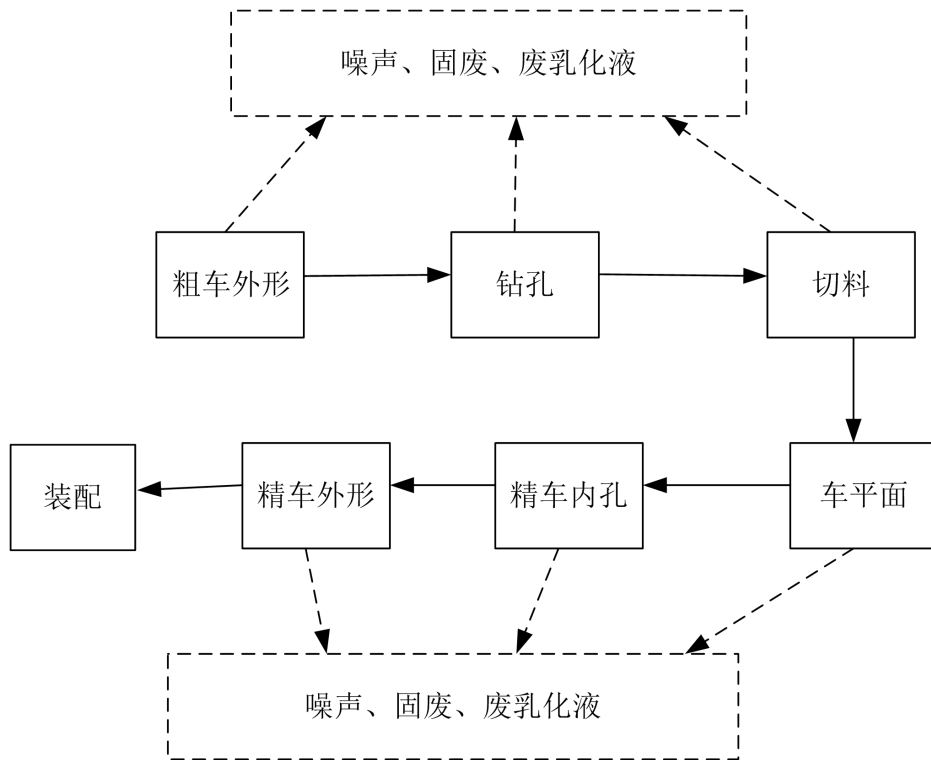 噪声、固废、废乳化液
粗车外形
钻孔
切料
装配
精车外形
精车内孔
车平面
噪声、固废、废乳化液